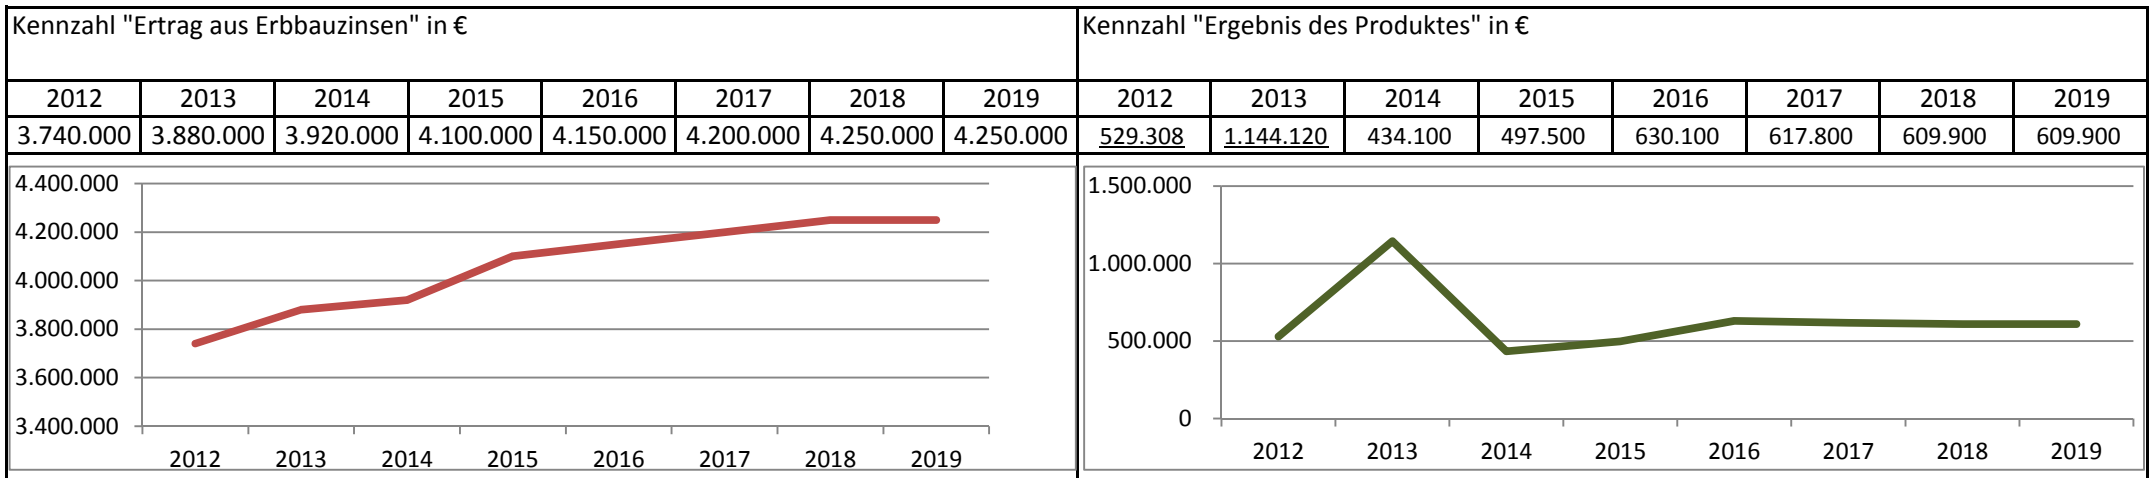 Kennzahl "Ertrag aus Erbbauzinsen" in €
2012 2013 2014 2015 2016 2017 2018 2019
3.740.000 3.880.000 3.920.000 4.100.000 4.150.000 4.200.000 4.250.000 4.250.000
4.400.000
4.200.000
4.000.000
3.800.000
3.600.000
3.400.000
2012 2013 2014 2015 2016 2017 2018 2019
Kennzahl "Ergebnis des Produktes" in €
2012 2013 2014 2015 2016 2017 2018 2019
529.308 1.144.120 434.100 497.500 630.100 617.800 609.900 609.900
1.500.000
1.000.000
500.000
0
2012 2013 2014 2015 2016 2017 2018 2019